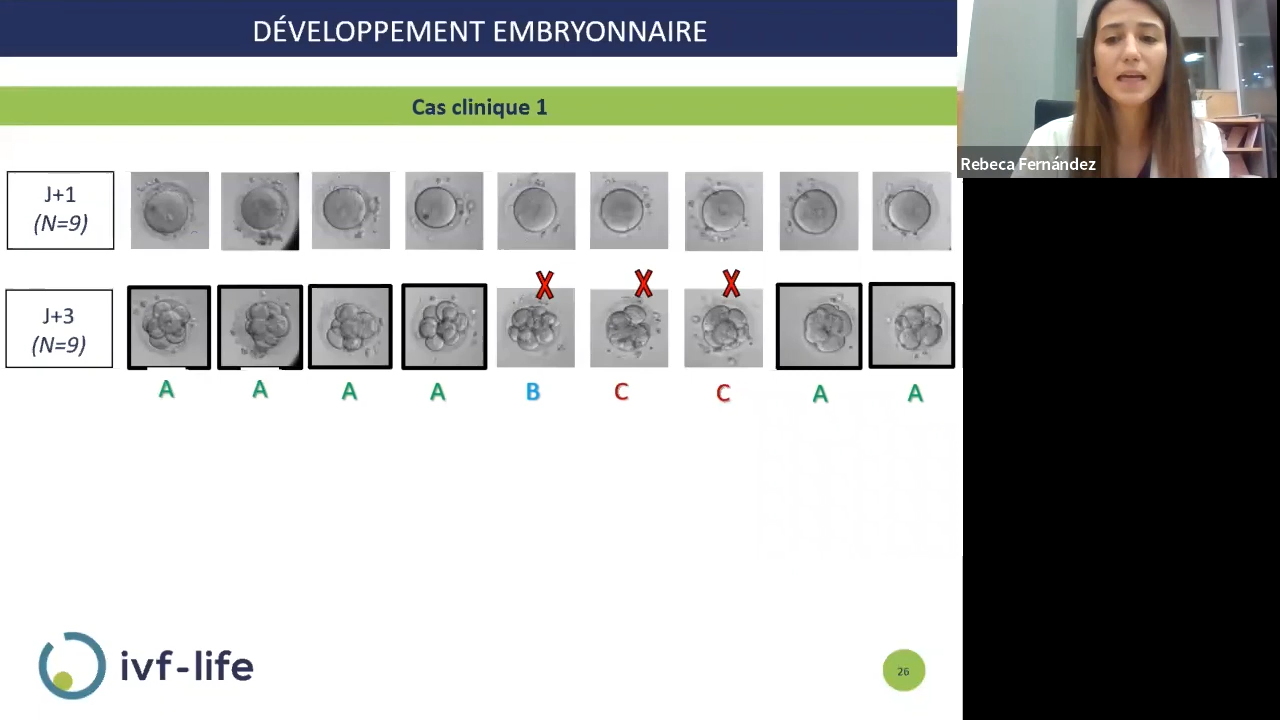 DÉVELOPPEMENT EMBRYONNAIRE
Cas clinique 1
Rebeca Fernández
J+1
(N=9)
J+3
(N=9)
X X X
A A A A B C C A A
ivf-life
26